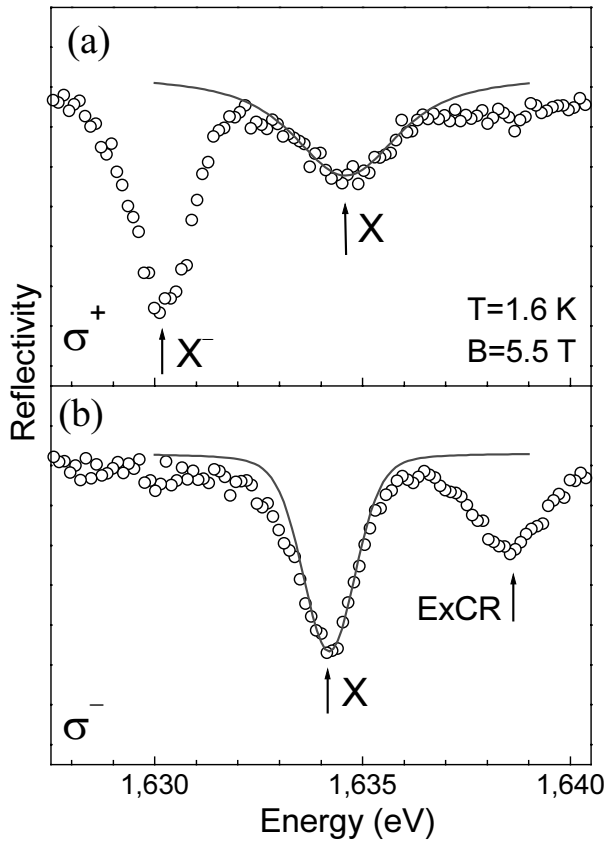 (a)
X
σ⁺
X⁻
T=1.6 K
B=5.5 T
Reflectivity
(b)
ExCR
X
σ⁻
1,630
1,635
1,640
Energy (eV)